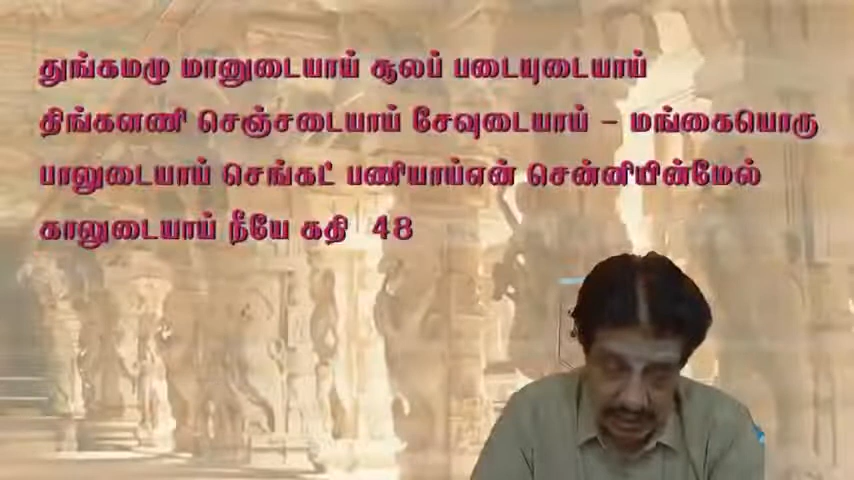 துங்கமழு மானுடையாய் சூலப் படையுடையாய்
திங்களணி செஞ்சடையாய் சேவுடையாய் – மங்கையொரு
பாலுடையாய் செங்கட் பணியாய்என் சென்னியின்மேல்
காலுடையாய் நீயே கதி 48